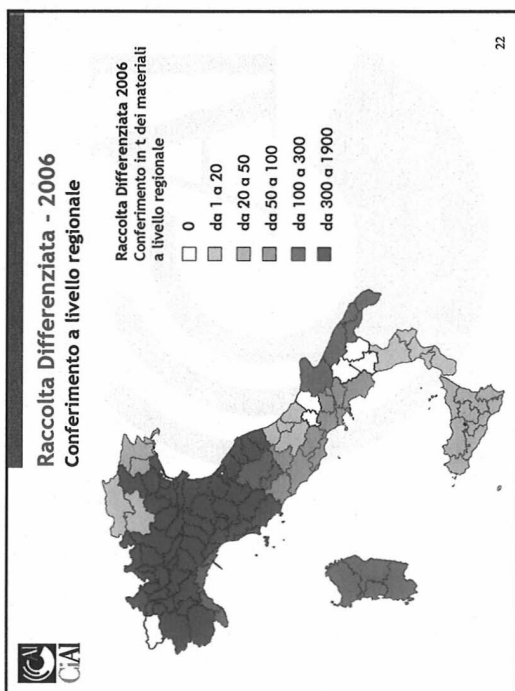 CiAl
Raccolta Differenziata - 2006
Conferimento a livello regionale
Raccolta Differenziata 2006
Conferimento in t dei materiali
a livello regionale
0
da 1 a 20
da 20 a 50
da 50 a 100
da 100 a 300
da 300 a 1900
22